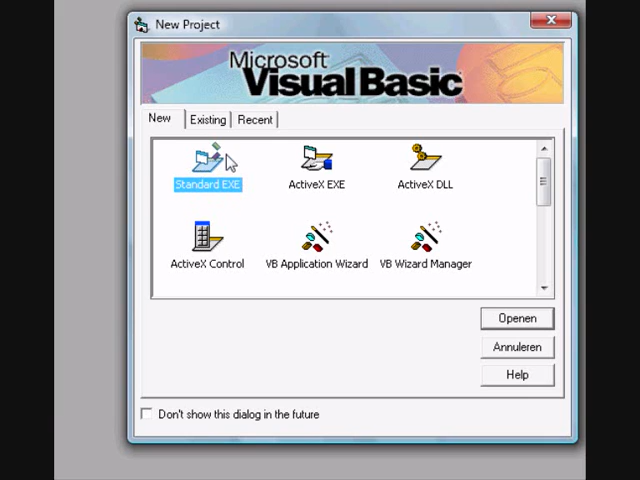 New Project
Microsoft
Visual Basic
New Existing Recent
Standard EXE ActiveX EXE ActiveX DLL
ActiveX Control VB Application Wizard VB Wizard Manager
Openen
Annuleren
Help
Don't show this dialog in the future